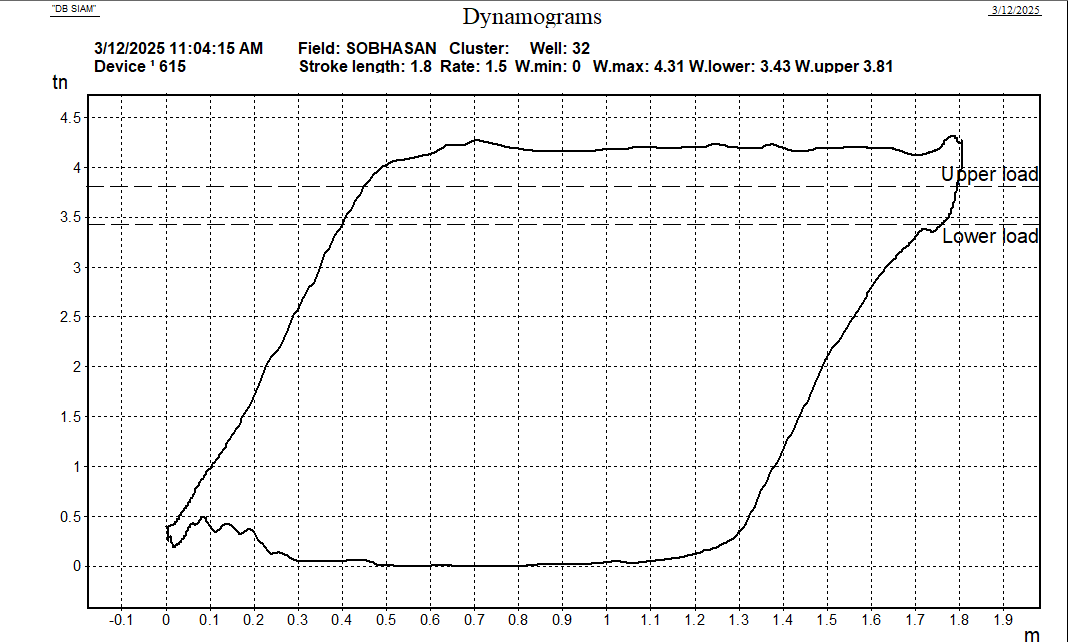 "DB SIAM"
3/12/2025
Dynamograms
3/12/2025 11:04:15 AM Field: SOBHASAN Cluster: Well: 32
Device ¹ 615 Stroke length: 1.8 Rate: 1.5 W.min: 0 W.max: 4.31 W.lower: 3.43 W.upper 3.81
tn
4.5
4
Upper load
3.5
Lower load
3
2.5
2
1.5
1
0.5
0
-0.1 0 0.1 0.2 0.3 0.4 0.5 0.6 0.7 0.8 0.9 1 1.1 1.2 1.3 1.4 1.5 1.6 1.7 1.8 1.9
m